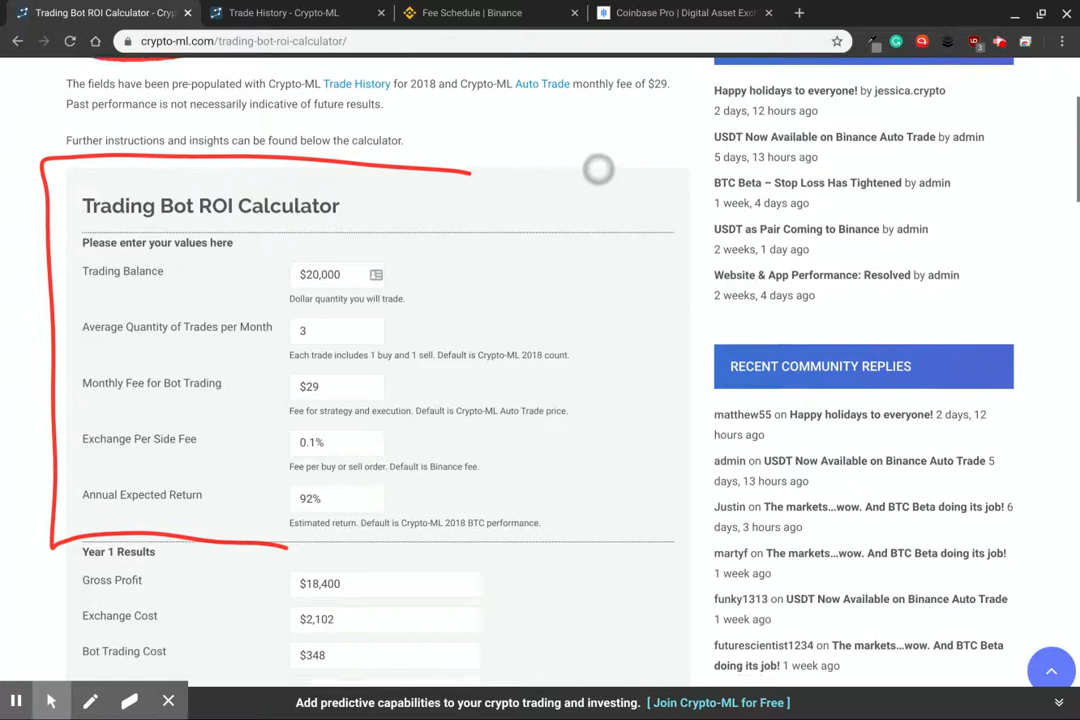 Trading Bot ROI Calculator - Cryp
Trade History - Crypto-ML
Fee Schedule | Binance
Coinbase Pro | Digital Asset Exc
crypto-ml.com/trading-bot-roi-calculator/
3
The fields have been pre-populated with Crypto-ML Trade History for 2018 and Crypto-ML Auto Trade monthly fee of $29.
Past performance is not necessarily indicative of future results.
Further instructions and insights can be found below the calculator.
Trading Bot ROI Calculator
Please enter your values here
Trading Balance
$20,000
Dollar quantity you will trade.
Average Quantity of Trades per Month
3
Each trade includes 1 buy and 1 sell. Default is Crypto-ML 2018 count.
Monthly Fee for Bot Trading
$29
Fee for strategy and execution. Default is Crypto-ML Auto Trade price.
Exchange Per Side Fee
0.1%
Fee per buy or sell order. Default is Binance fee.
Annual Expected Return
92%
Estimated return. Default is Crypto-ML 2018 BTC performance.
Year 1 Results
Gross Profit
$18,400
Exchange Cost
$2,102
Bot Trading Cost
$348
Happy holidays to everyone! by jessica.crypto
2 days, 12 hours ago
USDT Now Available on Binance Auto Trade by admin
5 days, 13 hours ago
BTC Beta – Stop Loss Has Tightened by admin
1 week, 4 days ago
USDT as Pair Coming to Binance by admin
2 weeks, 1 day ago
Website & App Performance: Resolved by admin
2 weeks, 4 days ago
RECENT COMMUNITY REPLIES
matthew55 on Happy holidays to everyone! 2 days, 12
hours ago
admin on USDT Now Available on Binance Auto Trade 5
days, 13 hours ago
Justin on The markets...wow. And BTC Beta doing its job! 6
days, 3 hours ago
martyf on The markets...wow. And BTC Beta doing its job!
1 week ago
funky1313 on USDT Now Available on Binance Auto Trade
1 week ago
futurescientist1234 on The markets...wow. And BTC Beta
doing its job! 1 week ago
Add predictive capabilities to your crypto trading and investing. [ Join Crypto-ML for Free ]